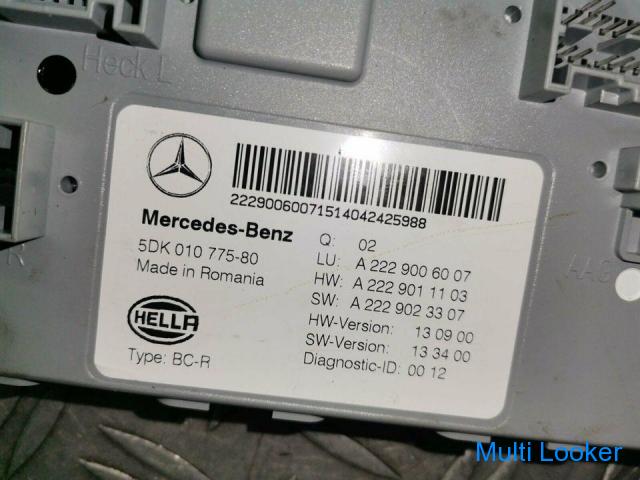 Heck L
22290060071514042425988
Mercedes-Benz
5DK 010 775-80
Made in Romania
HELLA
Type: BC-R
Q: 02
LU: A 222 900 60 07
HW: A 222 901 11 03
SW: A 222 902 33 07
HW-Version: 13 09 00
SW-Version: 13 34 00
Diagnostic-ID: 00 12
Multi Looker